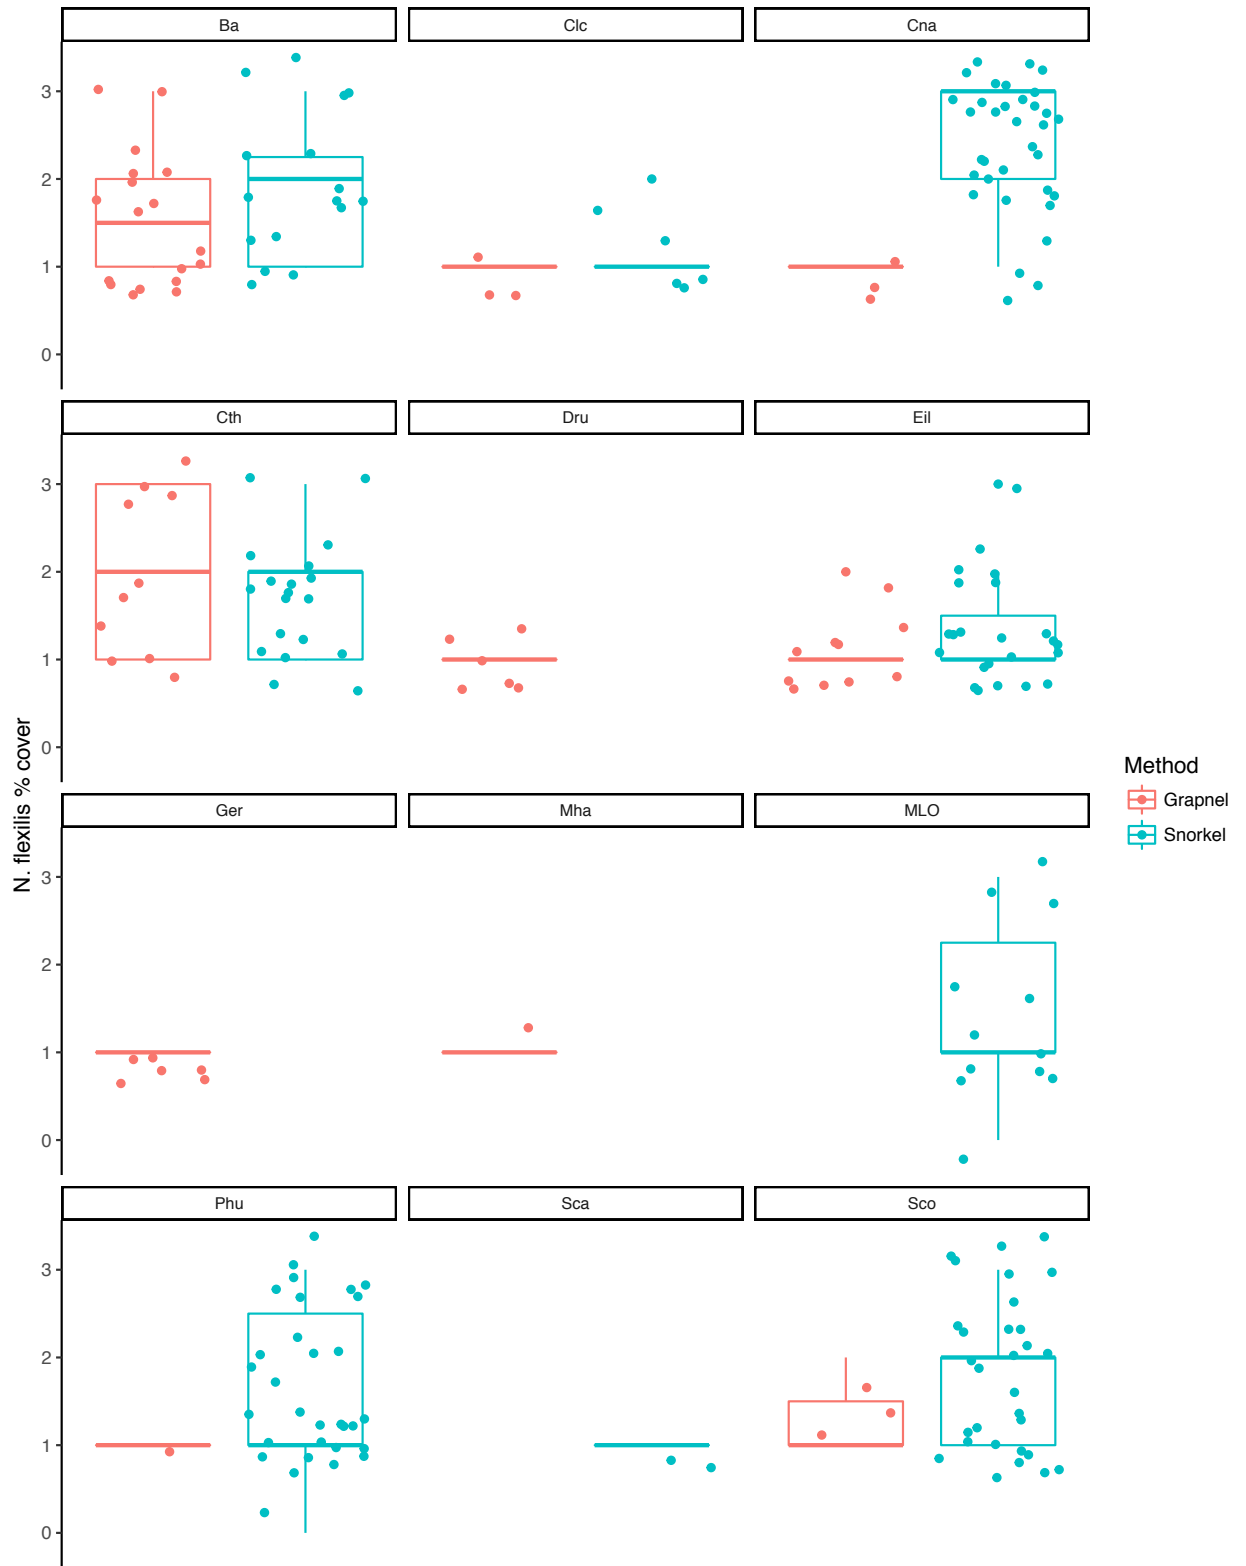 Ba
Clc
Cna
3
2
1
0
Cth
Dru
Eil
3
2
1
0
N. flexilis % cover
Method
Grapnel
Snorkel
Ger
Mha
MLO
3
2
1
0
Phu
Sca
Sco
3
2
1
0